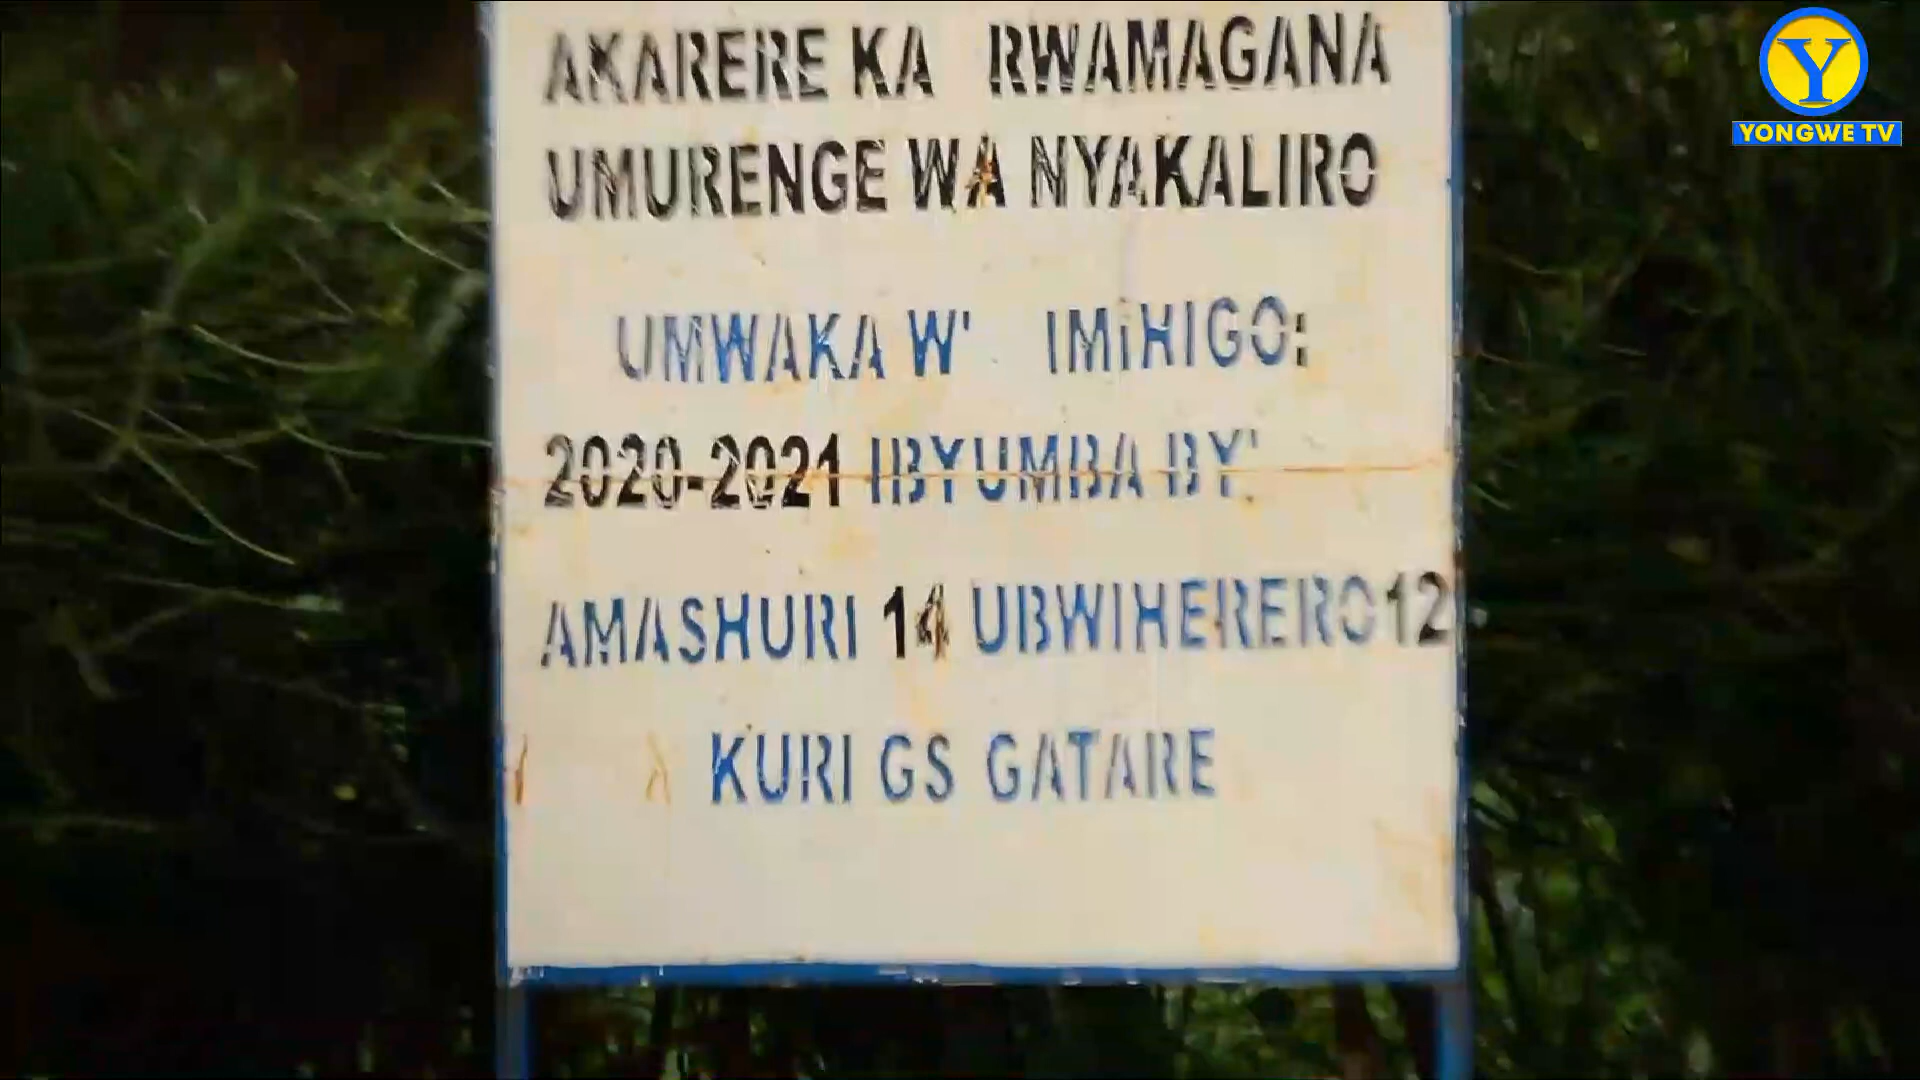 AKARERE KA RWAMAGANA
UMURENGE WA NYAKALIRO
UMWAKA W' IMiHIGO:
2020-2021 IBYUMBA BY'
AMASHURI 14 UBWIHERERO 12
KURI GS GATARE
Y
YONGWE TV